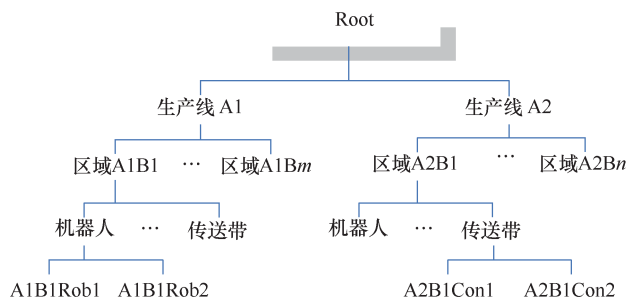 Root
生产线 A1 生产线 A2
区域A1B1 … 区域A1Bm 区域A2B1 … 区域A2Bn
机器人 … 传送带 机器人 … 传送带
A1B1Rob1 A1B1Rob2 A2B1Con1 A2B1Con2